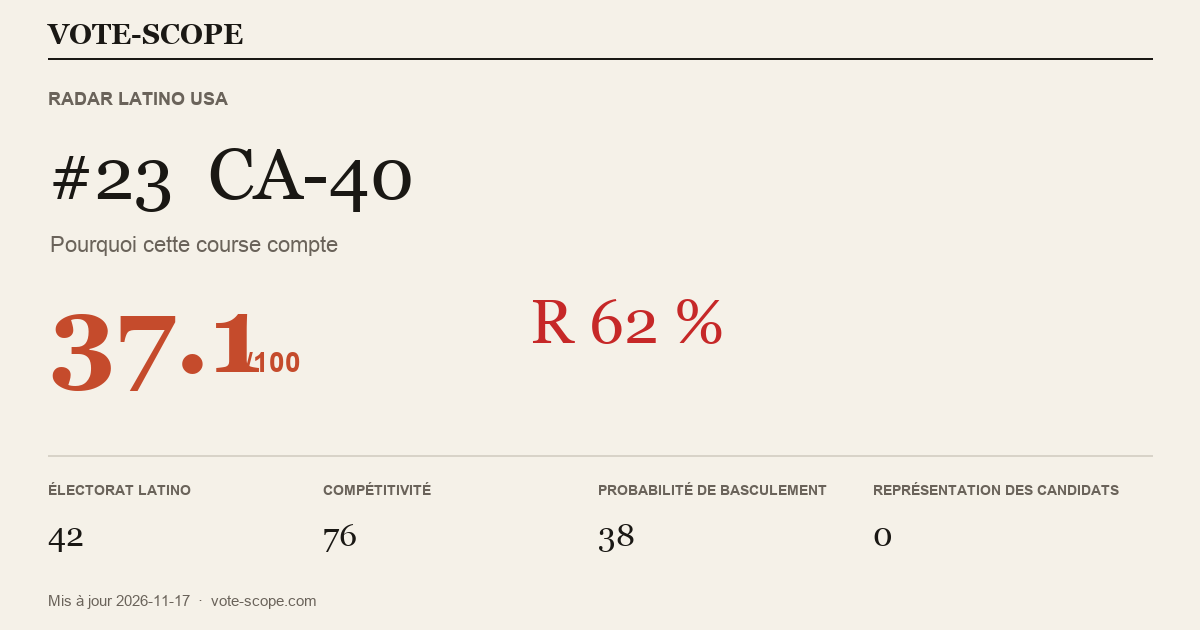 VOTE-SCOPE
RADAR LATINO USA
#23 CA-40
Pourquoi cette course compte
37.1/100
R 62 %
ÉLECTORAT LATINO
42
COMPÉTITIVITÉ
76
PROBABILITÉ DE BASCULEMENT
38
REPRÉSENTATION DES CANDIDATS
0
Mis à jour 2026-11-17 · vote-scope.com